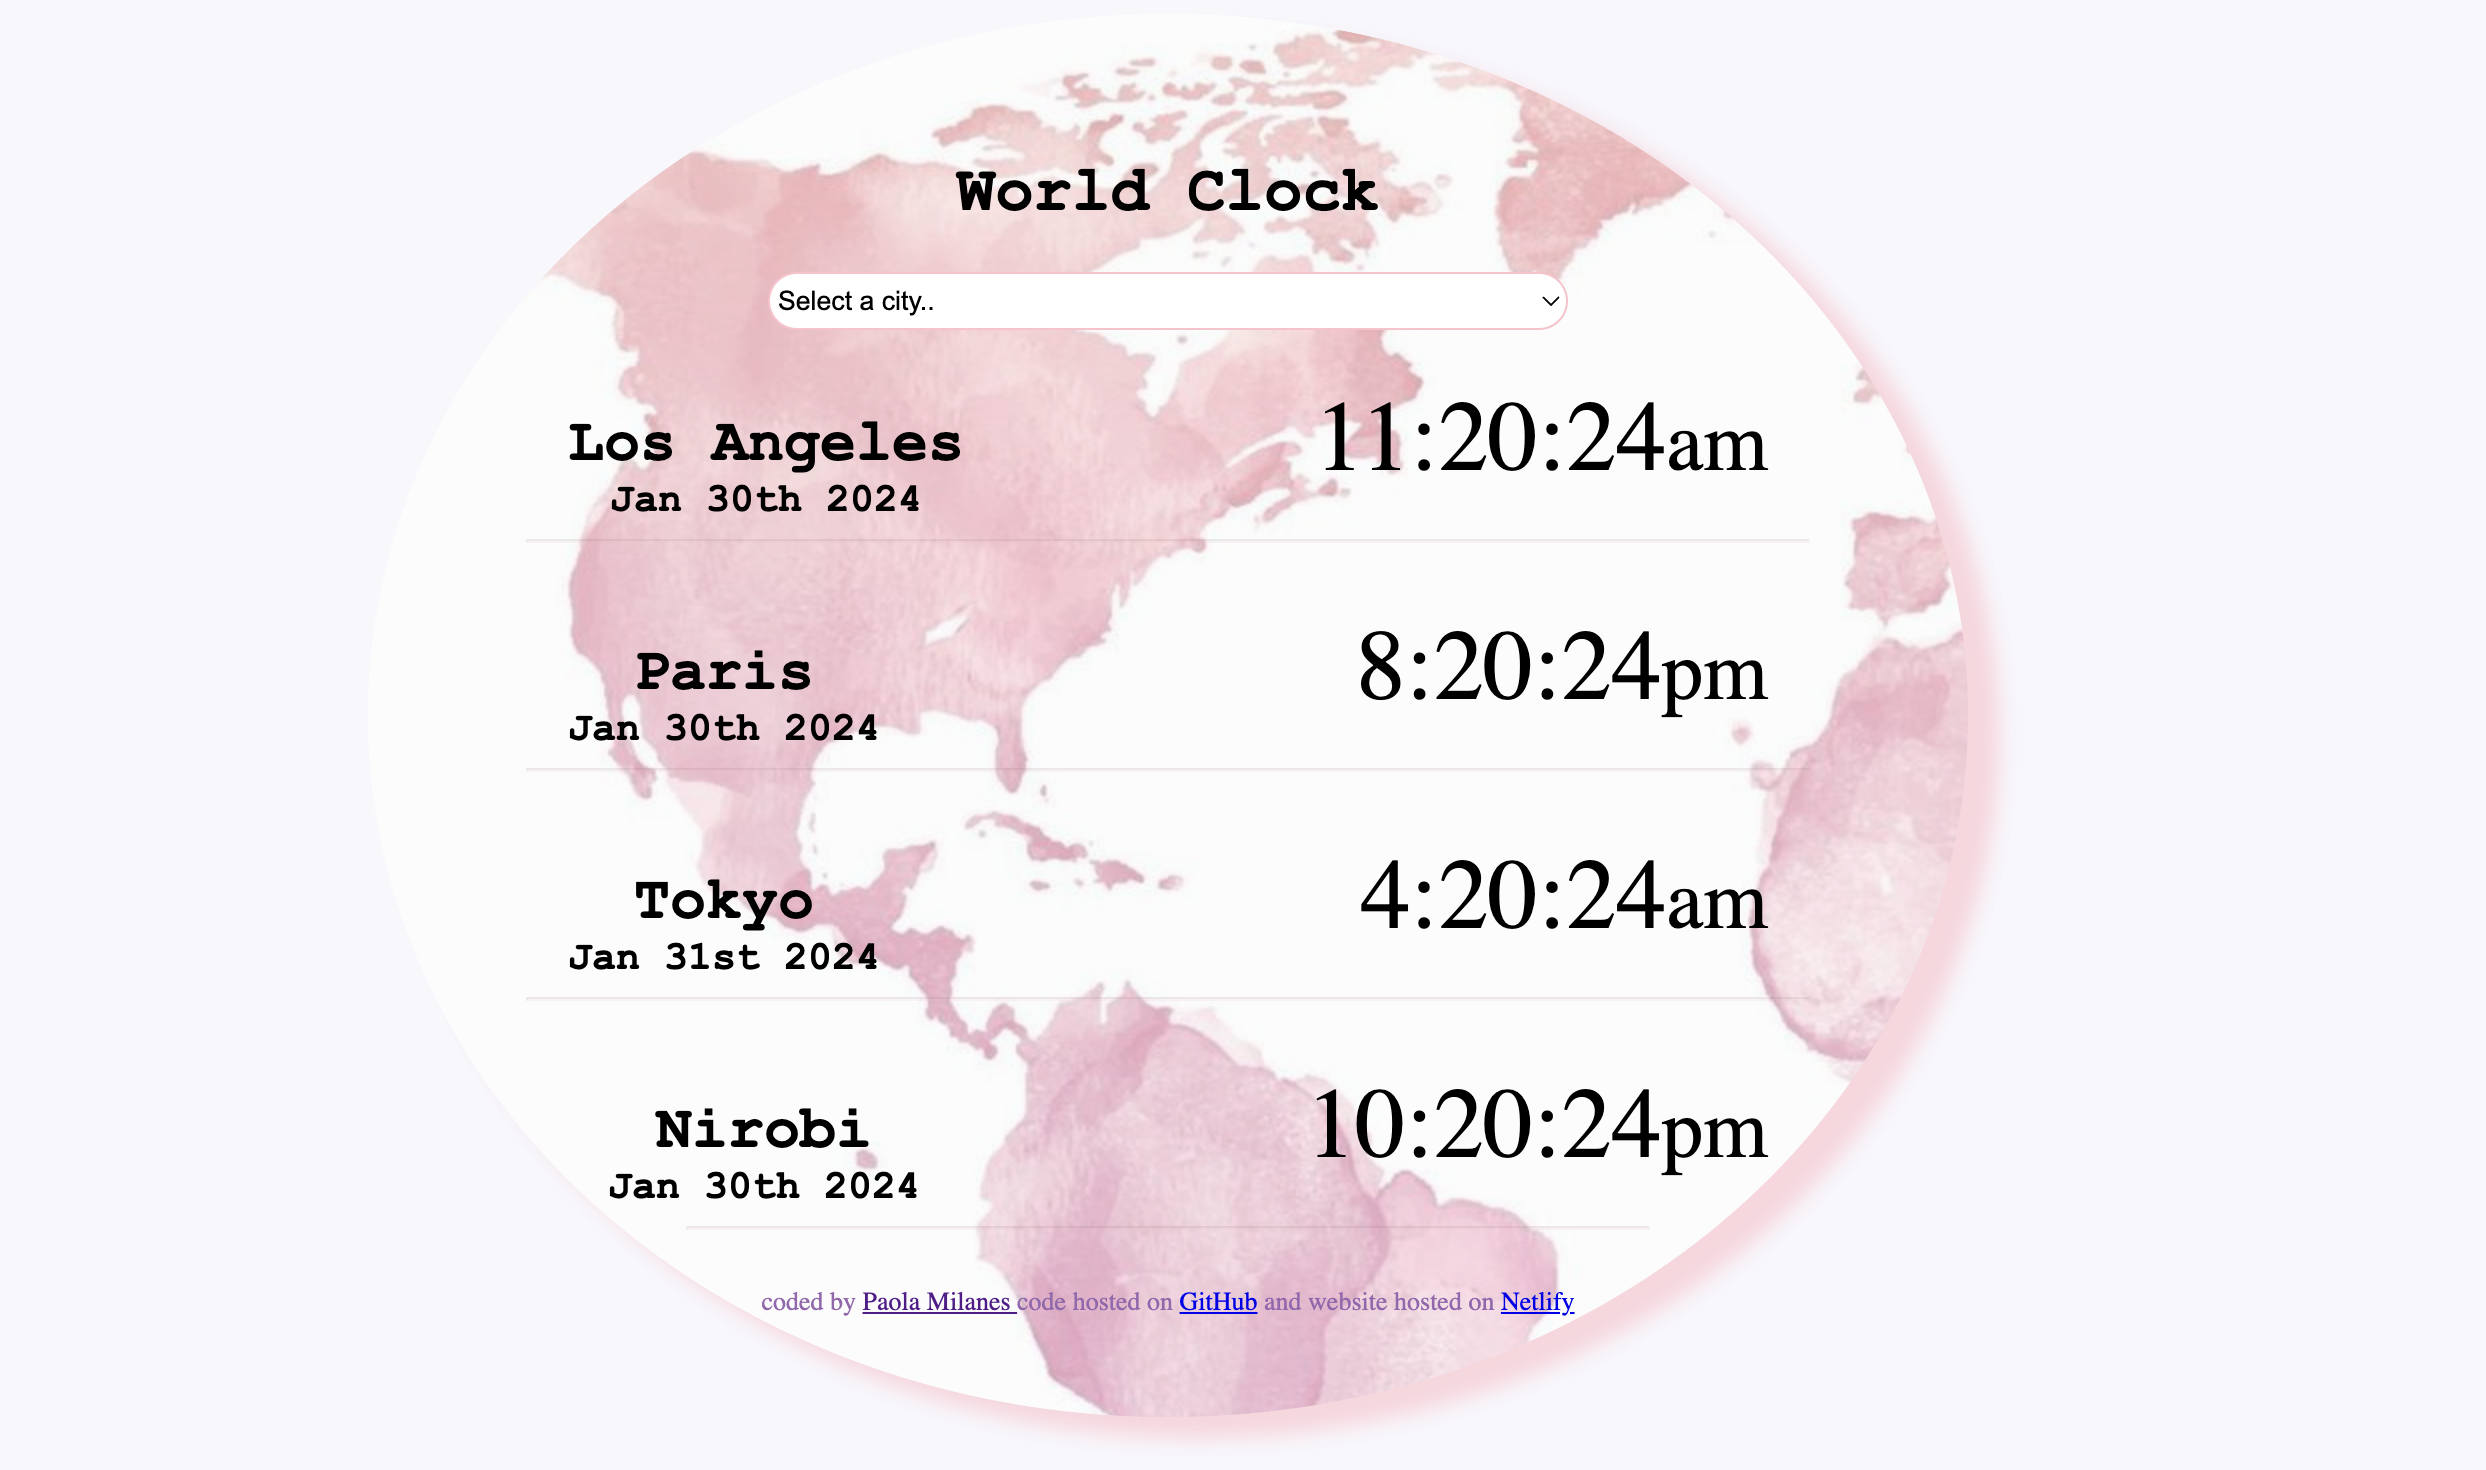 World Clock
Select a city..
Los Angeles
11:20:24am
Jan 30th 2024
Paris
8:20:24pm
Jan 30th 2024
Tokyo
4:20:24am
Jan 31st 2024
Nirobi
10:20:24pm
Jan 30th 2024
coded by Paola Milanes code hosted on GitHub and website hosted on Netlify